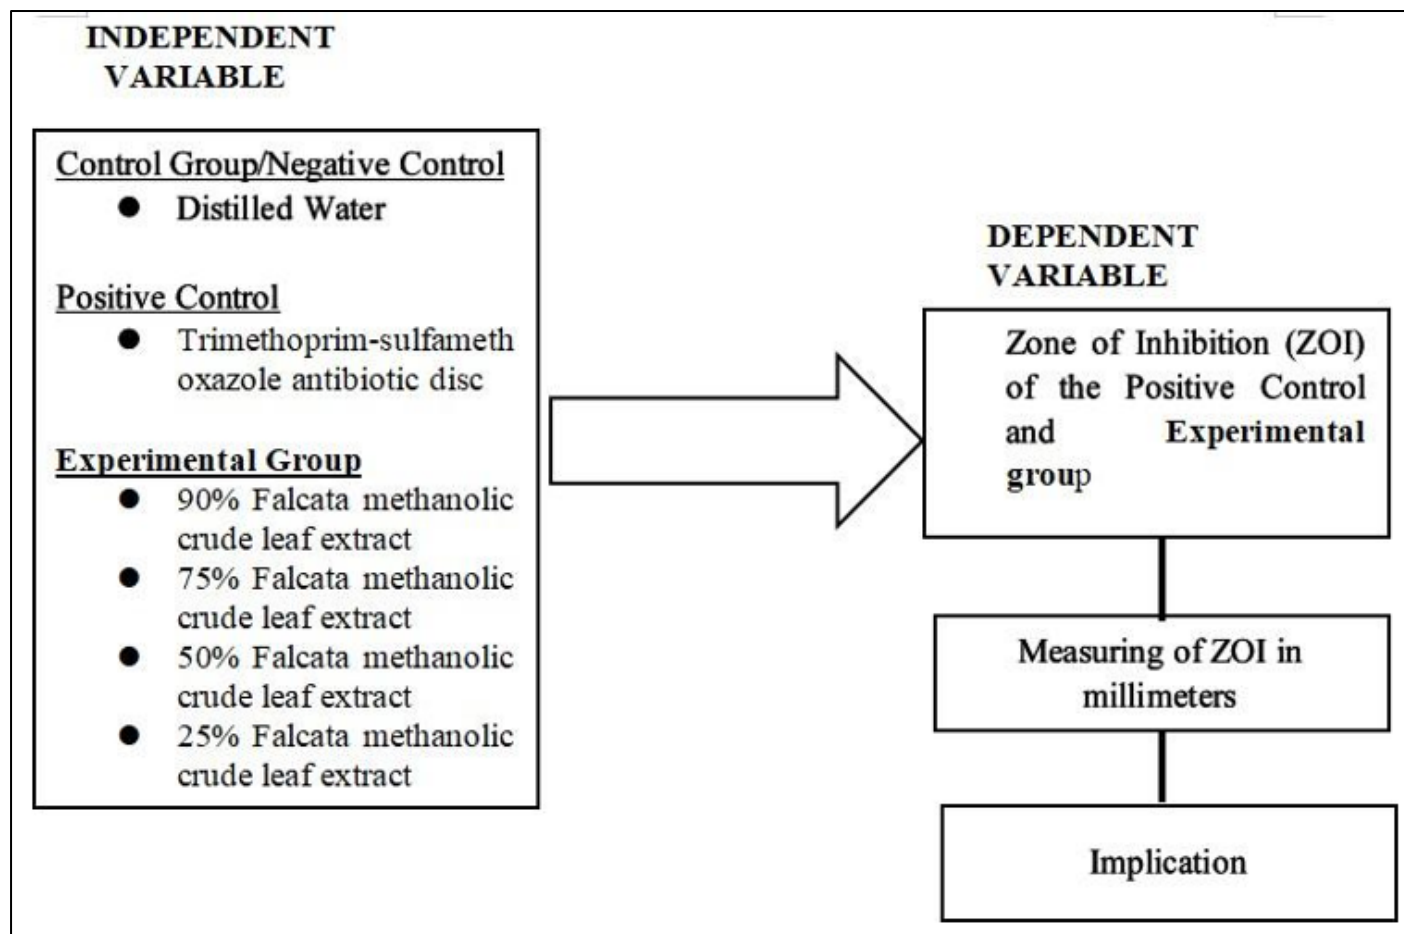 INDEPENDENT
VARIABLE
Control Group/Negative Control
● Distilled Water
Positive Control
● Trimethoprim-sulfameth
oxazole antibiotic disc
Experimental Group
● 90% Falcata methanolic
crude leaf extract
● 75% Falcata methanolic
crude leaf extract
● 50% Falcata methanolic
crude leaf extract
● 25% Falcata methanolic
crude leaf extract
DEPENDENT
VARIABLE
Zone of Inhibition (ZOI)
of the Positive Control
and Experimental
group
Measuring of ZOI in
millimeters
Implication